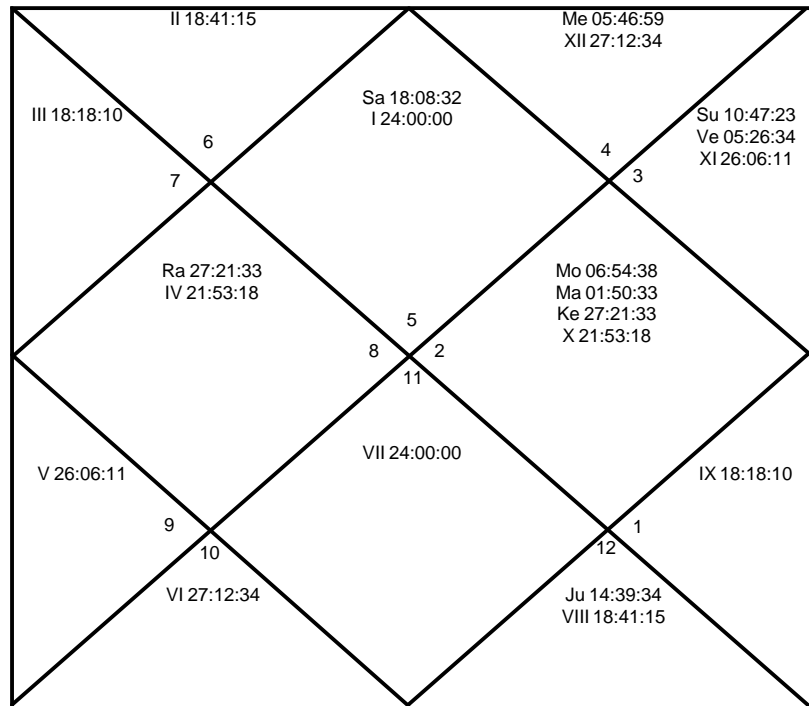 II 18:41:15
Me 05:46:59
XII 27:12:34
III 18:18:10
Sa 18:08:32
I 24:00:00
Su 10:47:23
Ve 05:26:34
XI 26:06:11
6
4
7
3
Ra 27:21:33
IV 21:53:18
Mo 06:54:38
Ma 01:50:33
Ke 27:21:33
X 21:53:18
5
8
2
11
V 26:06:11
VII 24:00:00
IX 18:18:10
9
1
10
12
VI 27:12:34
Ju 14:39:34
VIII 18:41:15